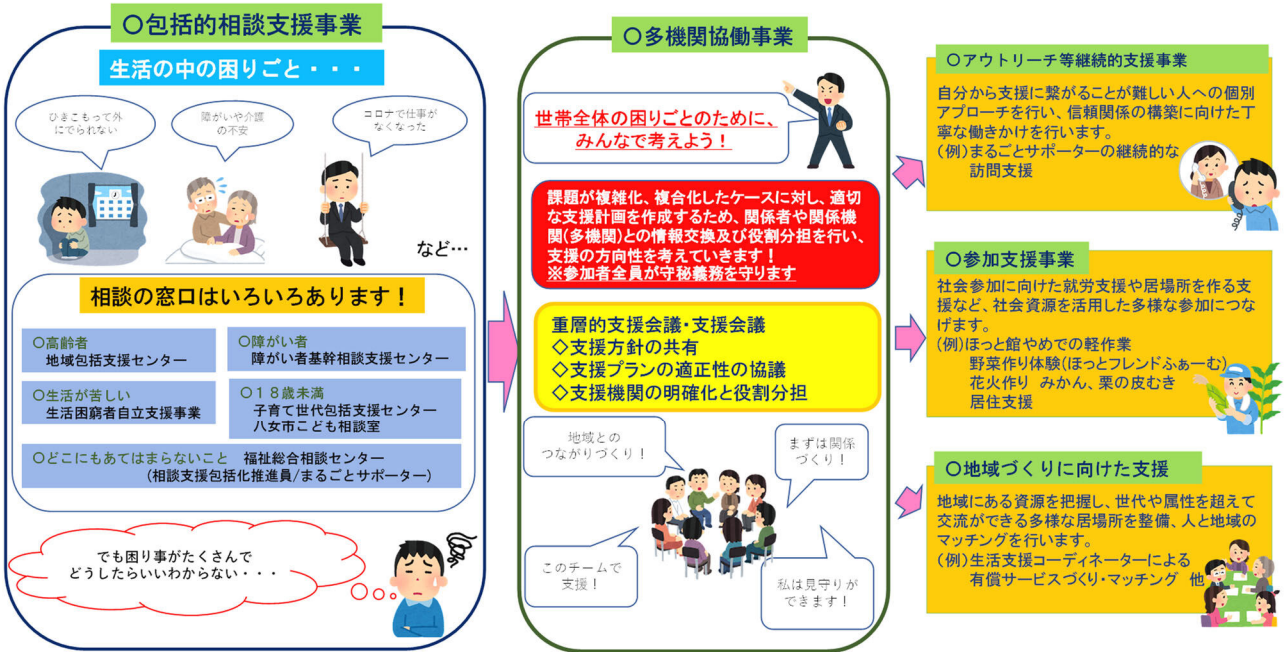 〇包括的相談支援事業
生活の中の困りごと・・・
ひきこもって外
にでられない
障がいや介護
の不安
コロナで仕事が
なくなった
など…
相談の窓口はいろいろあります！
〇高齢者
地域包括支援センター
〇障がい者
障がい者基幹相談支援センター
〇生活が苦しい
生活困窮者自立支援事業
〇１８歳未満
子育て世代包括支援センター
八女市こども相談室
〇どこにもあてはまらないこと　福祉総合相談センター
(相談支援包括化推進員/まるごとサポーター)
でも困り事がたくさんで
どうしたらいいわからない・・・
〇多機関協働事業
世帯全体の困りごとのために、
みんなで考えよう！
課題が複雑化、複合化したケースに対し、適切
な支援計画を作成するため、関係者や関係機
関(多機関)との情報交換及び役割分担を行い、
支援の方向性を考えていきます！
※参加者全員が守秘義務を守ります
重層的支援会議・支援会議
◇支援方針の共有
◇支援プランの適正性の協議
◇支援機関の明確化と役割分担
地域との
つながりづくり！
まずは関係
づくり！
このチームで
支援！
私は見守りが
できます！
〇アウトリーチ等継続的支援事業
自分から支援に繋がることが難しい人への個別
アプローチを行い、信頼関係の構築に向けた丁
寧な働きかけを行います。
(例)まるごとサポーターの継続的な
訪問支援
〇参加支援事業
社会参加に向けた就労支援や居場所を作る支
援など、社会資源を活用した多様な参加につな
げます。
(例)ほっと館やめでの軽作業
野菜作り体験(ほっとフレンドふぁーむ)
花火作り　みかん、栗の皮むき
居住支援
〇地域づくりに向けた支援
地域にある資源を把握し、世代や属性を超えて
交流ができる多様な居場所を整備、人と地域の
マッチングを行います。
(例)生活支援コーディネーターによる
有償サービスづくり・マッチング　他